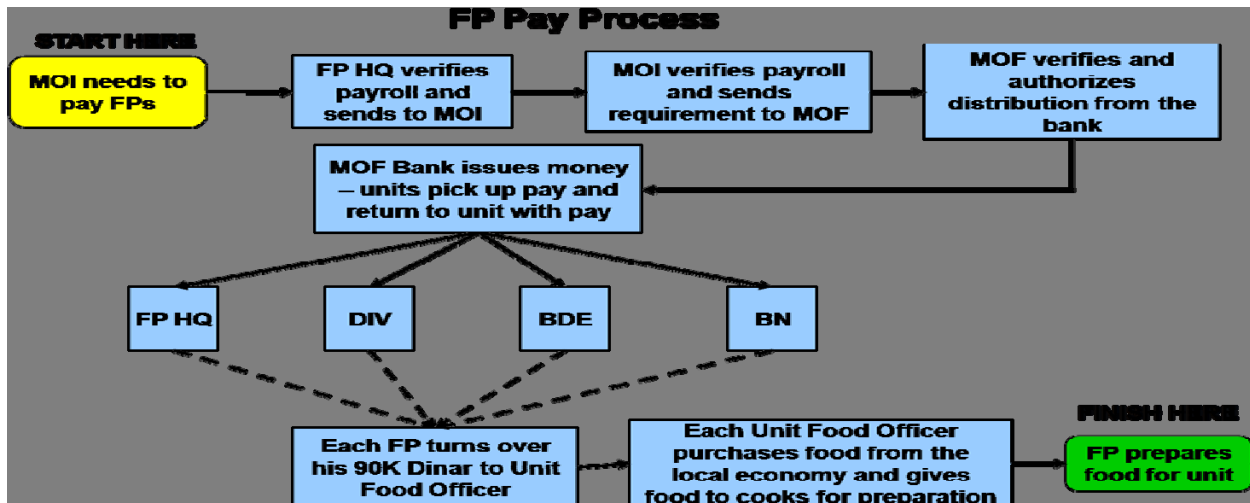 FP Pay Process
START HERE
MOI needs to
pay FPs
FP HQ verifies
payroll and
sends to MOI
MOI verifies payroll
and sends
requirement to MOF
MOF verifies and
authorizes
distribution from the
bank
MOF Bank issues money
– units pick up pay and
return to unit with pay
FP HQ
DIV
BDE
BN
Each FP turns over
his 90K Dinar to Unit
Food Officer
Each Unit Food Officer
purchases food from the
local economy and gives
food to cooks for preparation
FINISH HERE
FP prepares
food for unit